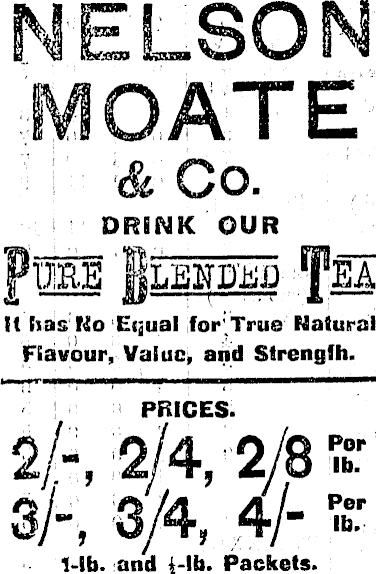 NELSON
MOATE
& Co.
DRINK OUR
PURE BLENDED TEA
It has No Equal for True Natural
Flavour, Value, and Strength.
PRICES.
2/-, 2/4, 2/8 Per lb.
3/-, 3/4, 4/- Per lb.
1-lb. and ½-lb. Packets.